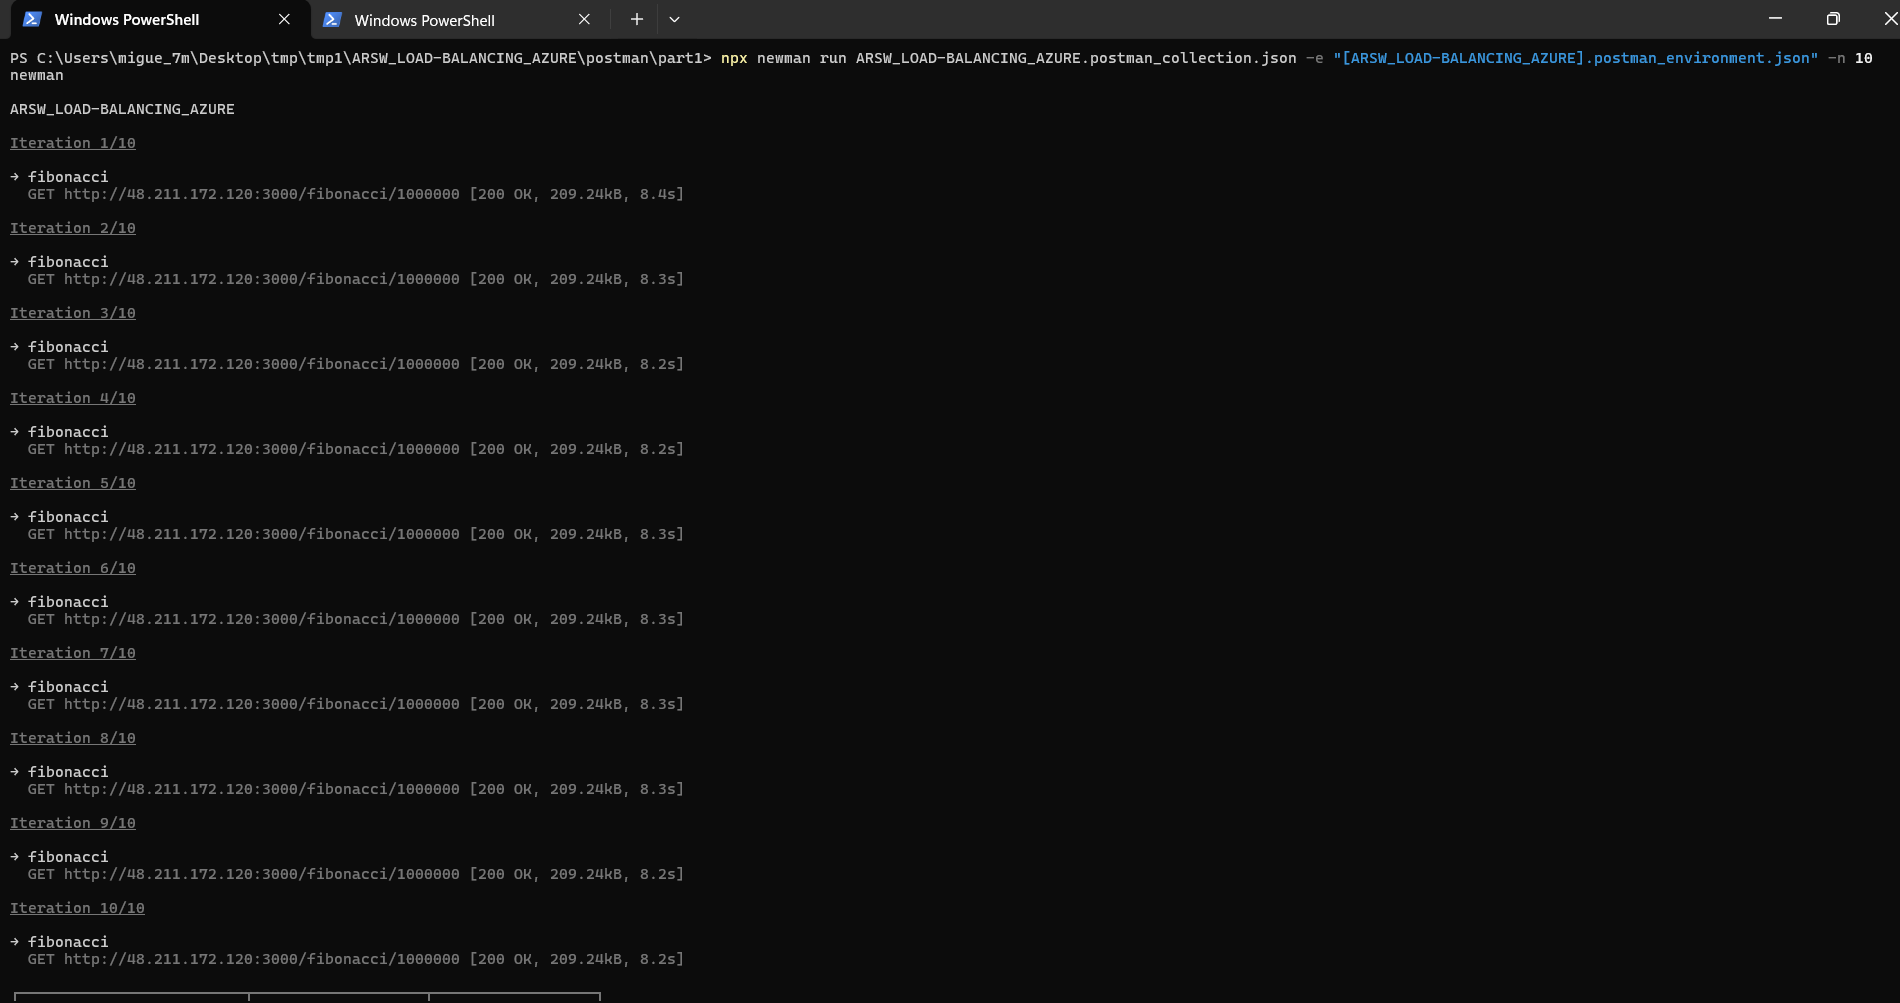 Windows PowerShell
Windows PowerShell
PS C:\Users\migue_7m\Desktop\tmp\tmp1\ARSW_LOAD-BALANCING_AZURE\postman\part1> npx newman run ARSW_LOAD-BALANCING_AZURE.postman_collection.json -e "[ARSW_LOAD-BALANCING_AZURE].postman_environment.json" -n 10
newman
ARSW_LOAD-BALANCING_AZURE
Iteration 1/10
→ fibonacci
GET http://48.211.172.120:3000/fibonacci/1000000 [200 OK, 209.24kB, 8.4s]
Iteration 2/10
→ fibonacci
GET http://48.211.172.120:3000/fibonacci/1000000 [200 OK, 209.24kB, 8.3s]
Iteration 3/10
→ fibonacci
GET http://48.211.172.120:3000/fibonacci/1000000 [200 OK, 209.24kB, 8.2s]
Iteration 4/10
→ fibonacci
GET http://48.211.172.120:3000/fibonacci/1000000 [200 OK, 209.24kB, 8.2s]
Iteration 5/10
→ fibonacci
GET http://48.211.172.120:3000/fibonacci/1000000 [200 OK, 209.24kB, 8.3s]
Iteration 6/10
→ fibonacci
GET http://48.211.172.120:3000/fibonacci/1000000 [200 OK, 209.24kB, 8.3s]
Iteration 7/10
→ fibonacci
GET http://48.211.172.120:3000/fibonacci/1000000 [200 OK, 209.24kB, 8.3s]
Iteration 8/10
→ fibonacci
GET http://48.211.172.120:3000/fibonacci/1000000 [200 OK, 209.24kB, 8.3s]
Iteration 9/10
→ fibonacci
GET http://48.211.172.120:3000/fibonacci/1000000 [200 OK, 209.24kB, 8.2s]
Iteration 10/10
→ fibonacci
GET http://48.211.172.120:3000/fibonacci/1000000 [200 OK, 209.24kB, 8.2s]